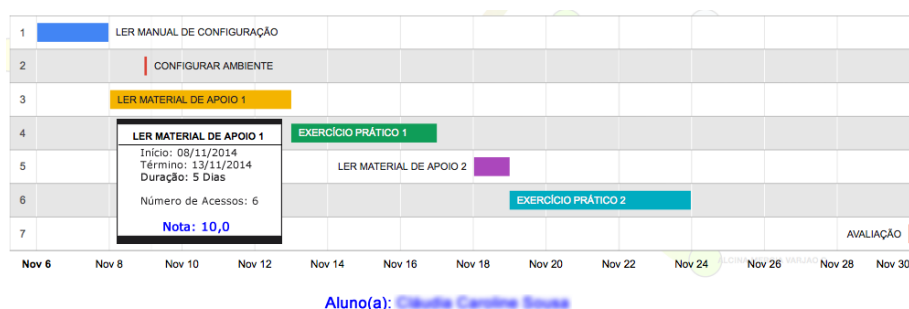 1 LER MANUAL DE CONFIGURAÇÃO
2 CONFIGURAR AMBIENTE
3 LER MATERIAL DE APOIO 1
4 EXERCÍCIO PRÁTICO 1
LER MATERIAL DE APOIO 1
Início: 08/11/2014
Término: 13/11/2014
Duração: 5 Dias
Número de Acessos: 6
Nota: 10,0
5 LER MATERIAL DE APOIO 2
6 EXERCÍCIO PRÁTICO 2
7 AVALIAÇÃO
Nov 6 Nov 8 Nov 10 Nov 12 Nov 14 Nov 16 Nov 18 Nov 20 Nov 22 Nov 24 Nov 26 Nov 28 Nov 30
Aluno(a):